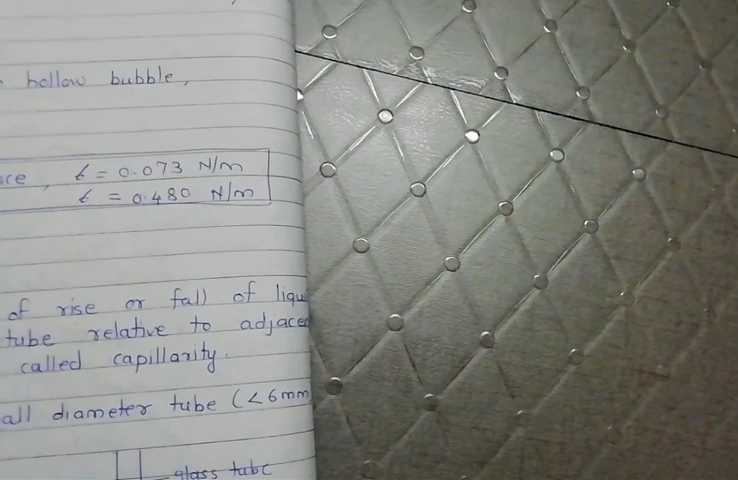 hollow bubble,
ce, t = 0.073 N/m
t = 0.480 N/m
of rise or fall of liqu
tube relative to adjacen
called capillarity.
all diameter tube (<6mm
glass tube